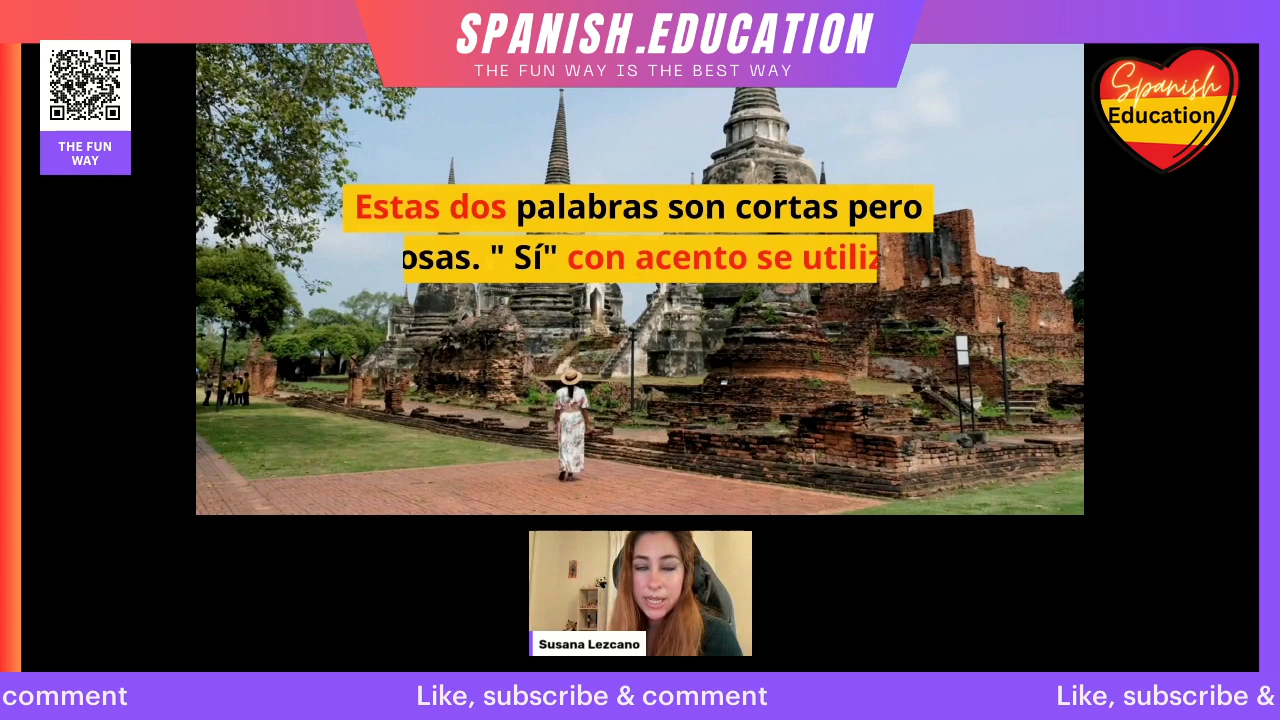 SPANISH.EDUCATION
THE FUN WAY IS THE BEST WAY
THE FUN
WAY
Spanish
Education
Estas dos palabras son cortas pero
osas. " Sí" con acento se utiliz
Susana Lezcano
comment
Like, subscribe & comment
Like, subscribe &